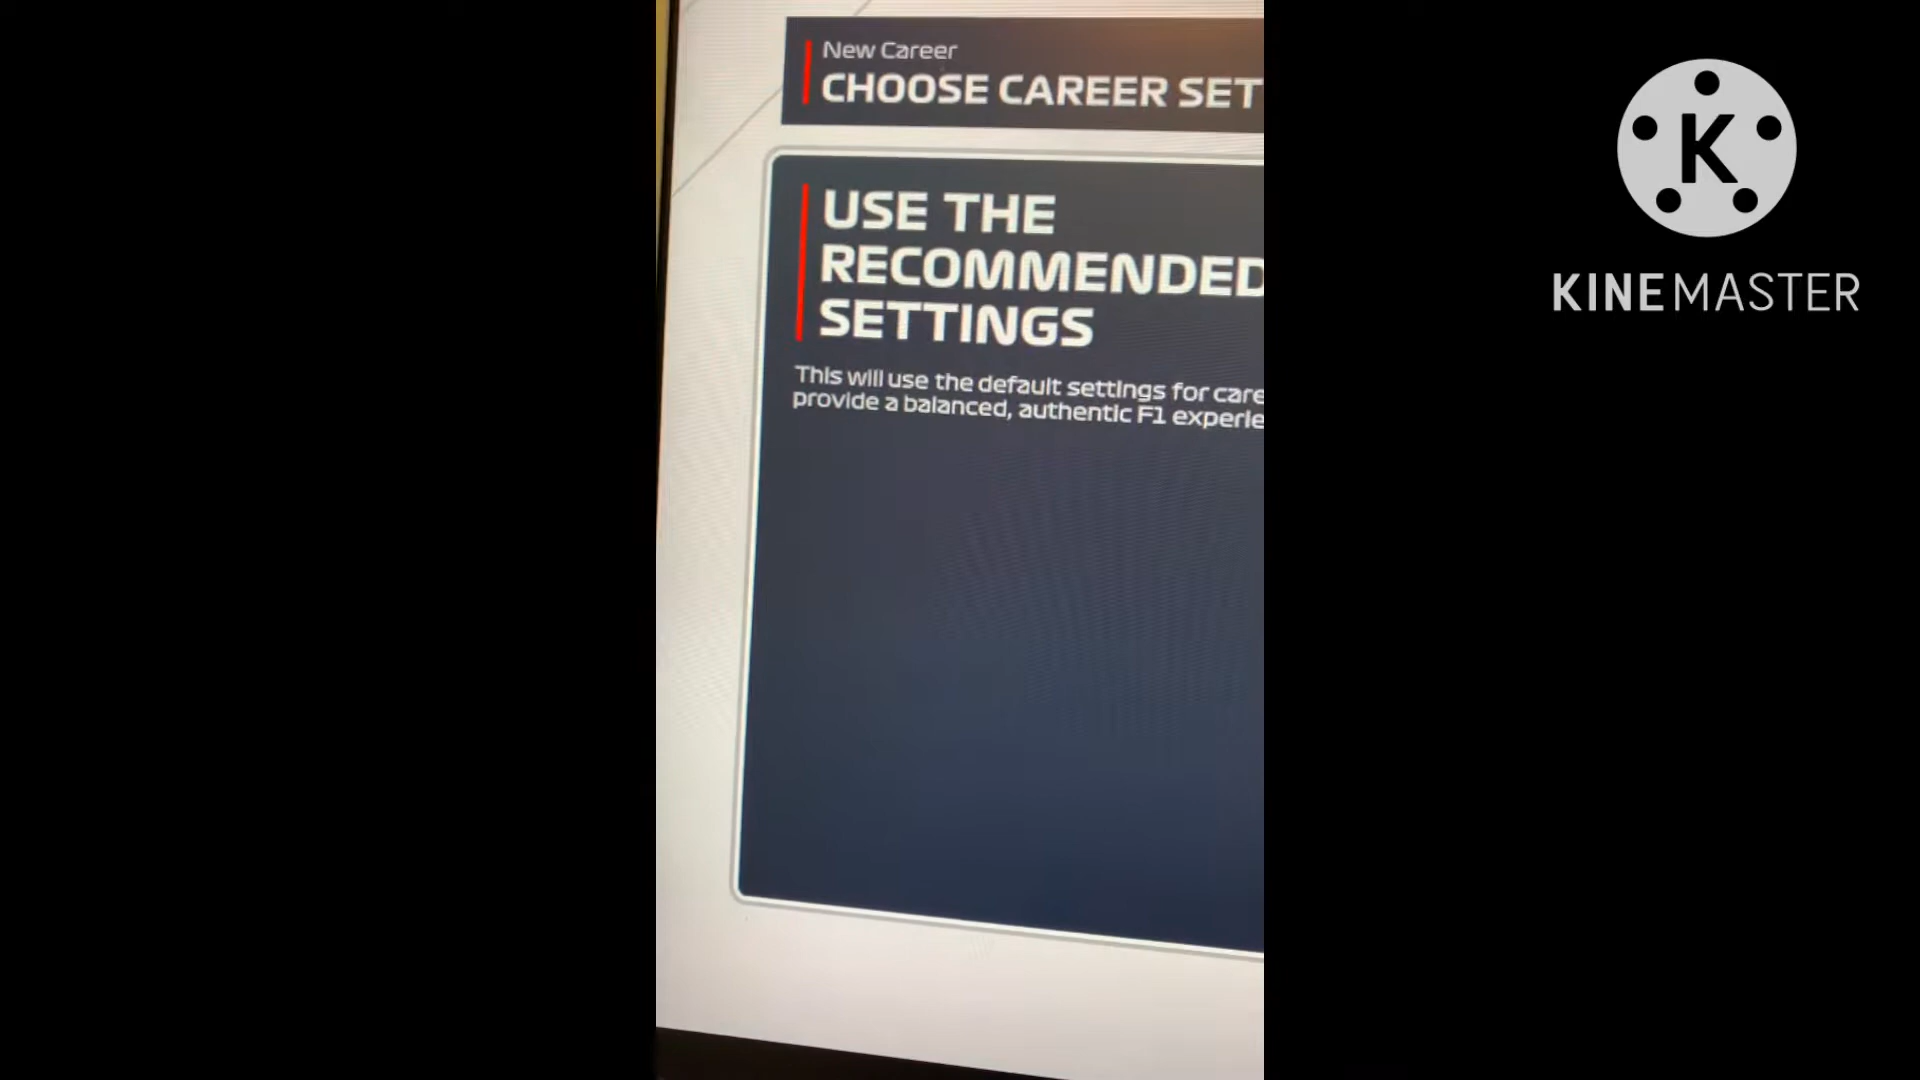 New Career
CHOOSE CAREER SET
USE THE
RECOMMENDED
SETTINGS
This will use the default settings for care
provide a balanced, authentic F1 experie
K
KINEMASTER